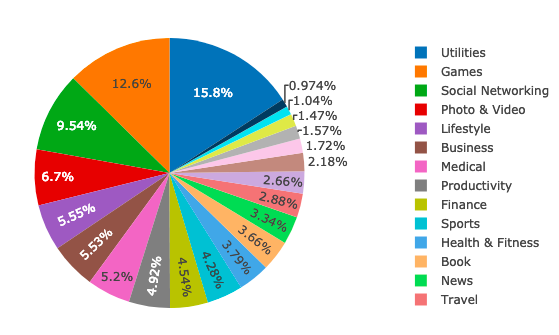 15.8%
12.6%
9.54%
6.7%
5.55%
5.53%
5.2%
4.92%
4.54%
4.28%
3.79%
3.66%
3.34%
2.88%
2.66%
2.18%
1.72%
1.57%
1.47%
1.04%
0.974%
Utilities
Games
Social Networking
Photo & Video
Lifestyle
Business
Medical
Productivity
Finance
Sports
Health & Fitness
Book
News
Travel